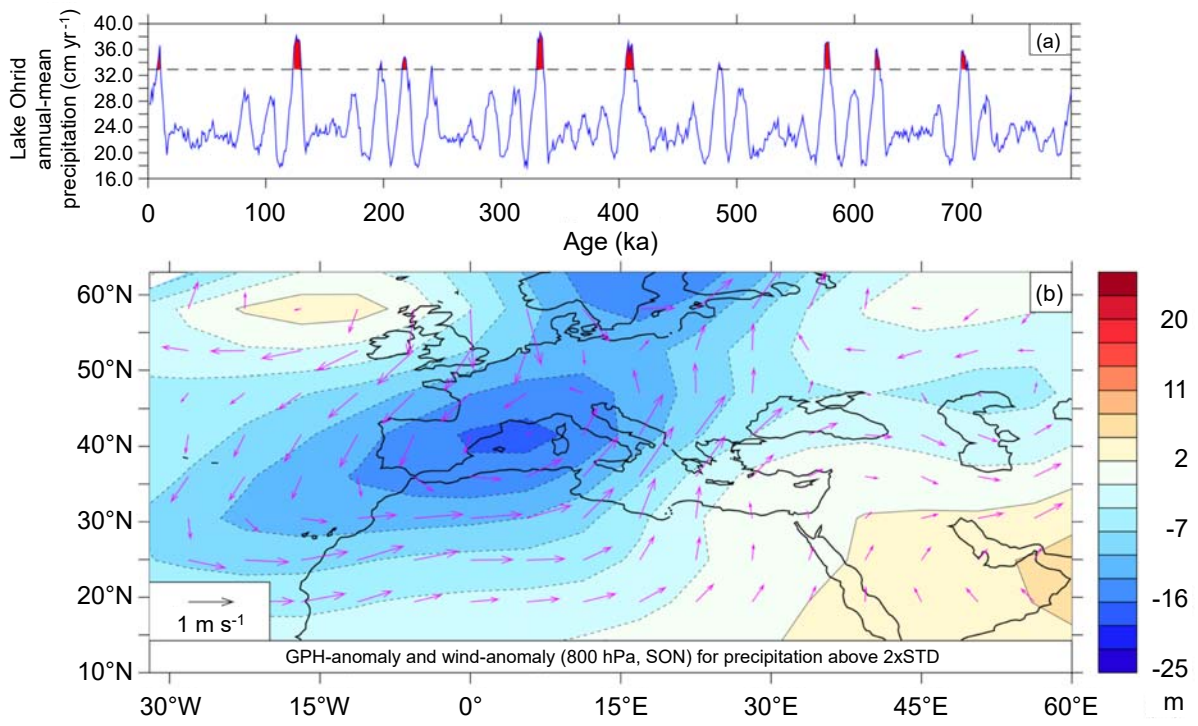 Lake Ohrid
annual-mean
precipitation (cm yr⁻¹)
40.0
36.0
32.0
28.0
24.0
20.0
16.0
(a)
0 100 200 300 400 500 600 700
Age (ka)
60°N
50°N
40°N
30°N
20°N
10°N
(b)
1 m s⁻¹
GPH-anomaly and wind-anomaly (800 hPa, SON) for precipitation above 2xSTD
30°W 15°W 0° 15°E 30°E 45°E 60°E
20
11
2
-7
-16
-25
m